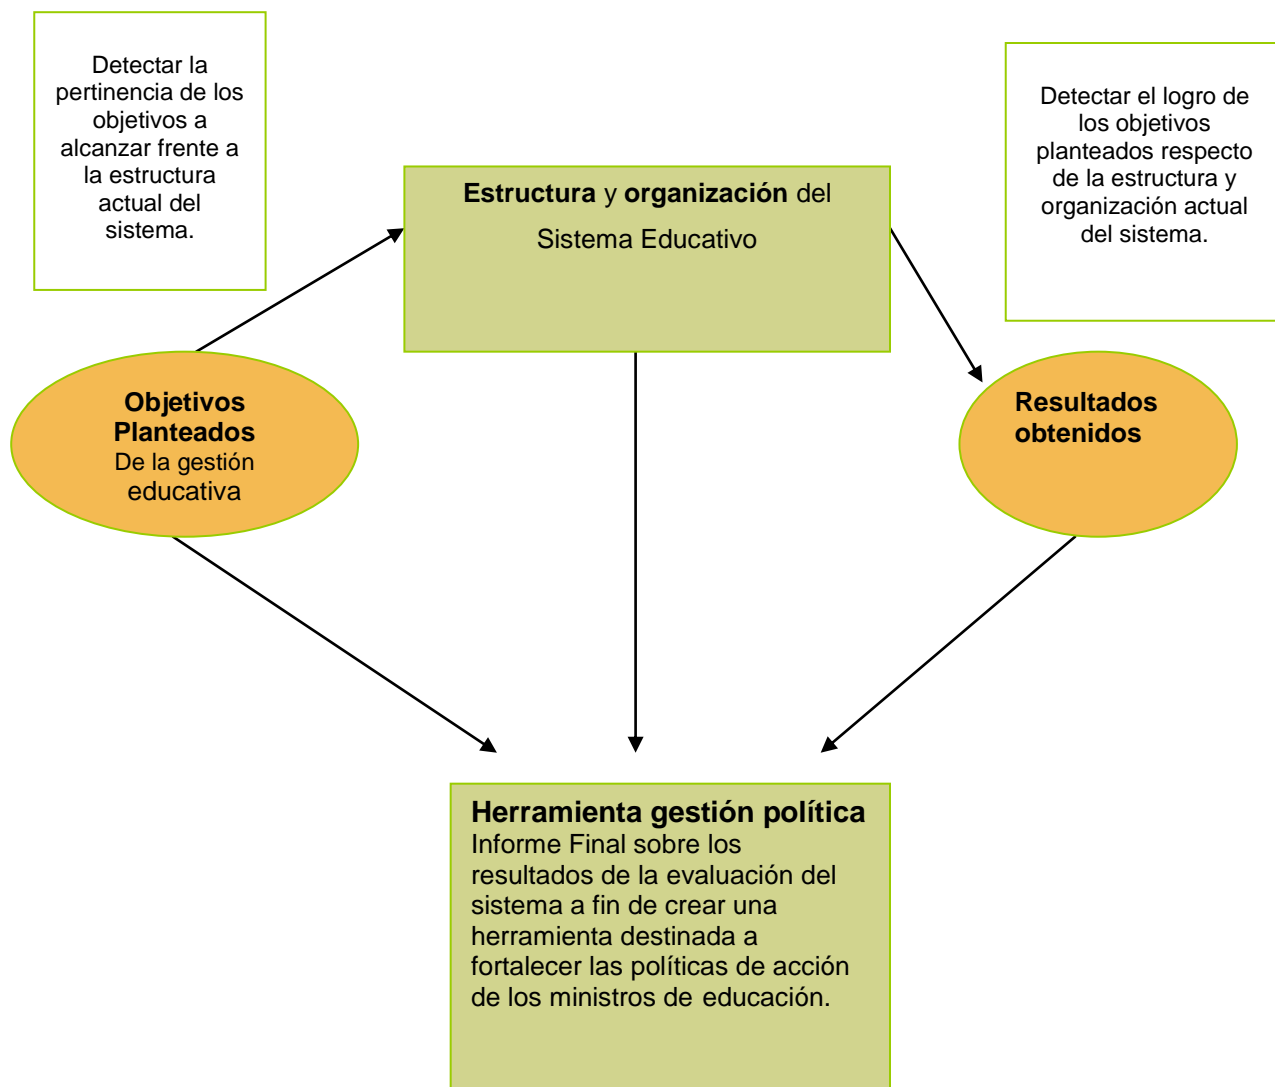 Detectar la
pertinencia de los
objetivos a
alcanzar frente a
la estructura
actual del
sistema.
Detectar el logro de
los objetivos
planteados respecto
de la estructura y
organización actual
del sistema.
Estructura y organización del
Sistema Educativo
Objetivos
Planteados
De la gestión
educativa
Resultados
obtenidos
Herramienta gestión política
Informe Final sobre los
resultados de la evaluación del
sistema a fin de crear una
herramienta destinada a
fortalecer las políticas de acción
de los ministros de educación.